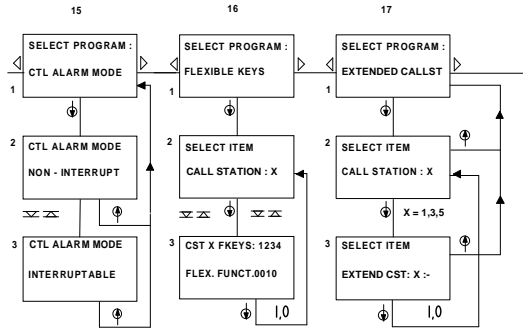 15
SELECT PROGRAM :
CTL ALARM MODE
1
2
CTL ALARM MODE
NON - INTERRUPT
3
CTL ALARM MODE
INTERRUPTABLE
16
SELECT PROGRAM :
FLEXIBLE KEYS
1
2
SELECT ITEM
CALL STATION : X
3
CST X FKEYS: 1234
FLEX. FUNCT.0010
1,0
17
SELECT PROGRAM :
EXTENDED CALLST
1
2
SELECT ITEM
CALL STATION : X
X = 1,3,5
3
SELECT ITEM
EXTEND CST: X :-
1,0